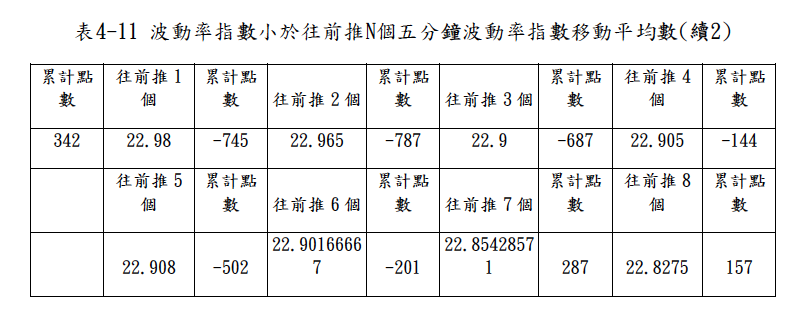 表4-11 波動率指數小於往前推N個五分鐘波動率指數移動平均數(續2)
累計點數 往前推1個 累計點數 往前推2個 累計點數 往前推3個 累計點數 往前推4個 累計點數
342 22.98 -745 22.965 -787 22.9 -687 22.905 -144
往前推5個 累計點數 往前推6個 累計點數 往前推7個 累計點數 往前推8個 累計點數
22.908 -502 22.90166667 -201 22.85428571 287 22.8275 157